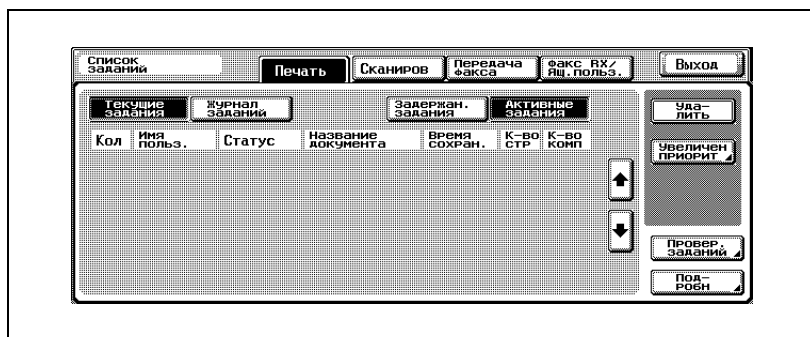 Список
заданий
Печать
Сканиров
Передача
факса
Факс RX/
Ящ.польз.
Выход
Текущие
задания
Журнал
заданий
Задержан.
задания
Активные
задания
Уда-
лить
Кол
Имя
польз.
Статус
Название
документа
Время
сохран.
К-во
стр
К-во
комп
Увеличен
приорит
Провер.
заданий
Под-
робн